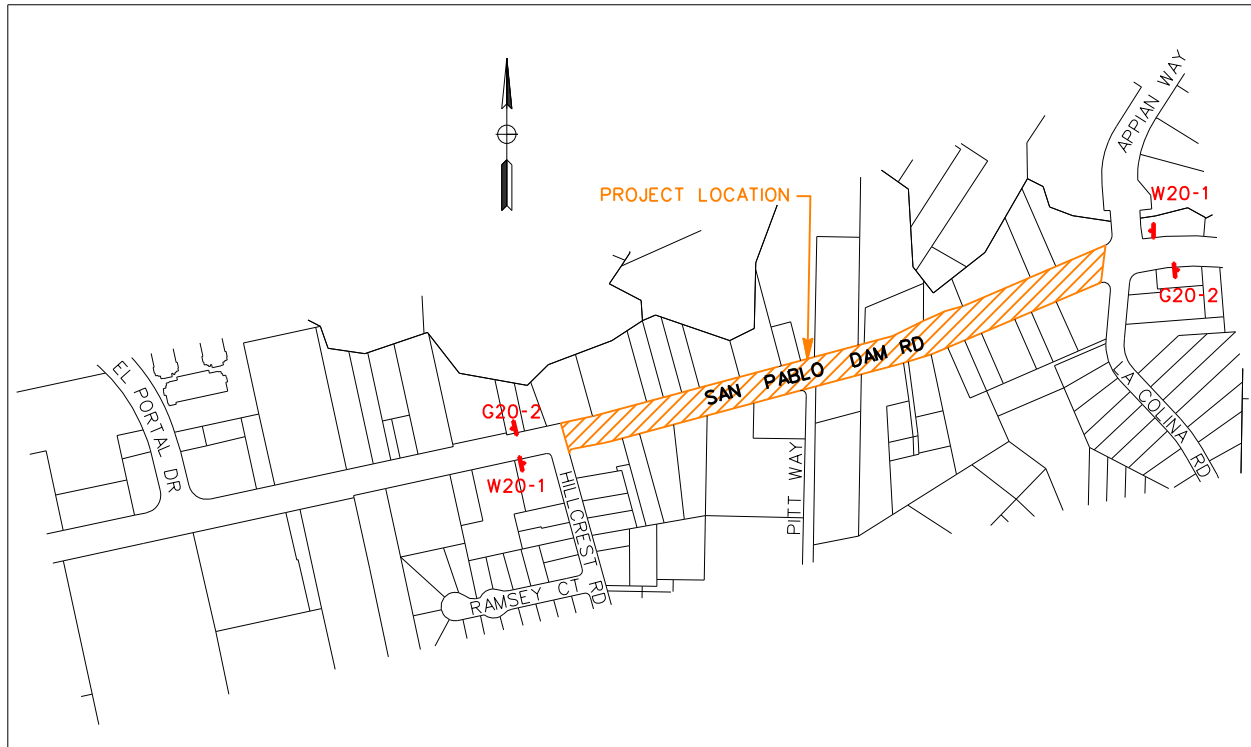 APPIAN WAY
W20-1
PROJECT LOCATION
G20-2
SAN PABLO DAM RD
EL PORTAL DR
G20-2
W20-1
HILLCREST RD
PITT WAY
LA COLINA RD
RAMSEY CT